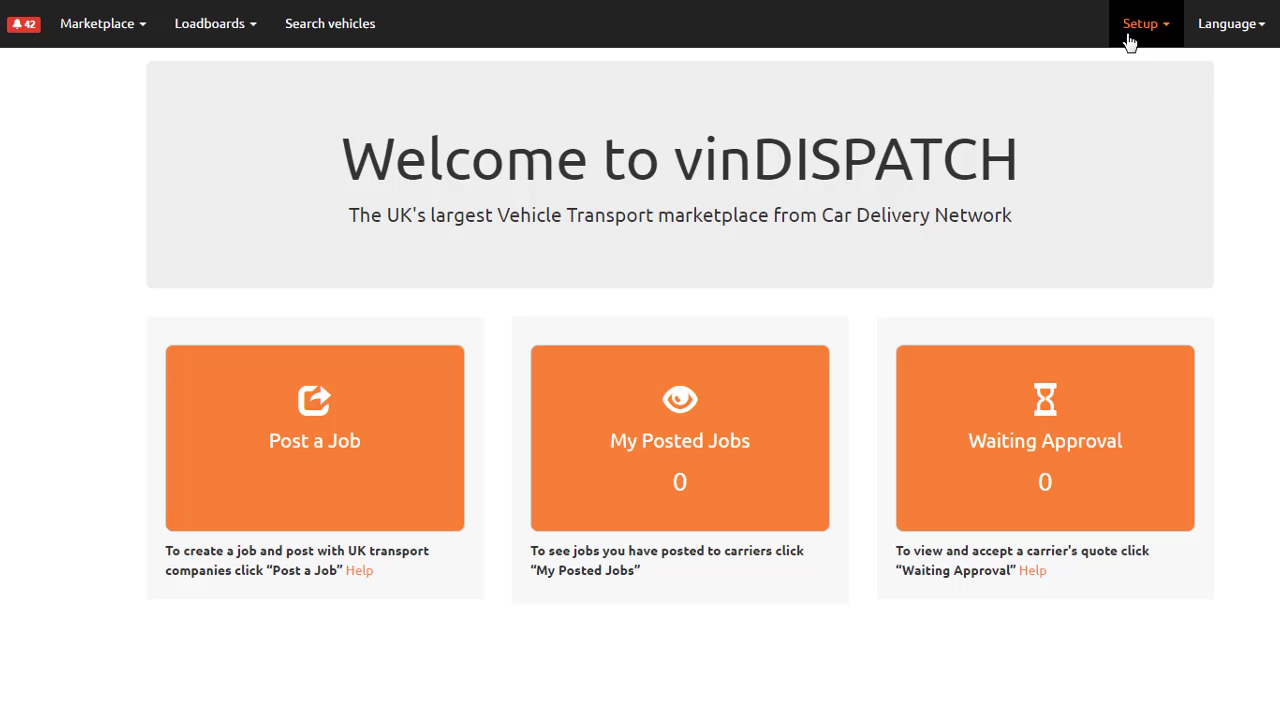 42 Marketplace Loadboards Search vehicles Setup Language
Welcome to vinDISPATCH
The UK's largest Vehicle Transport marketplace from Car Delivery Network
Post a Job
To create a job and post with UK transport
companies click “Post a Job” Help
My Posted Jobs
0
To see jobs you have posted to carriers click
“My Posted Jobs”
Waiting Approval
0
To view and accept a carrier's quote click
“Waiting Approval” Help